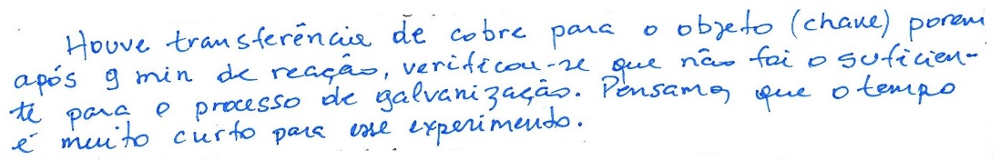 Houve transferência de cobre para o objeto (chave) porem
após 9 min de reação, verificou-se que não foi o suficien-
te para o processo de galvanização. Pensamos que o tempo
é muito curto para esse experimento.